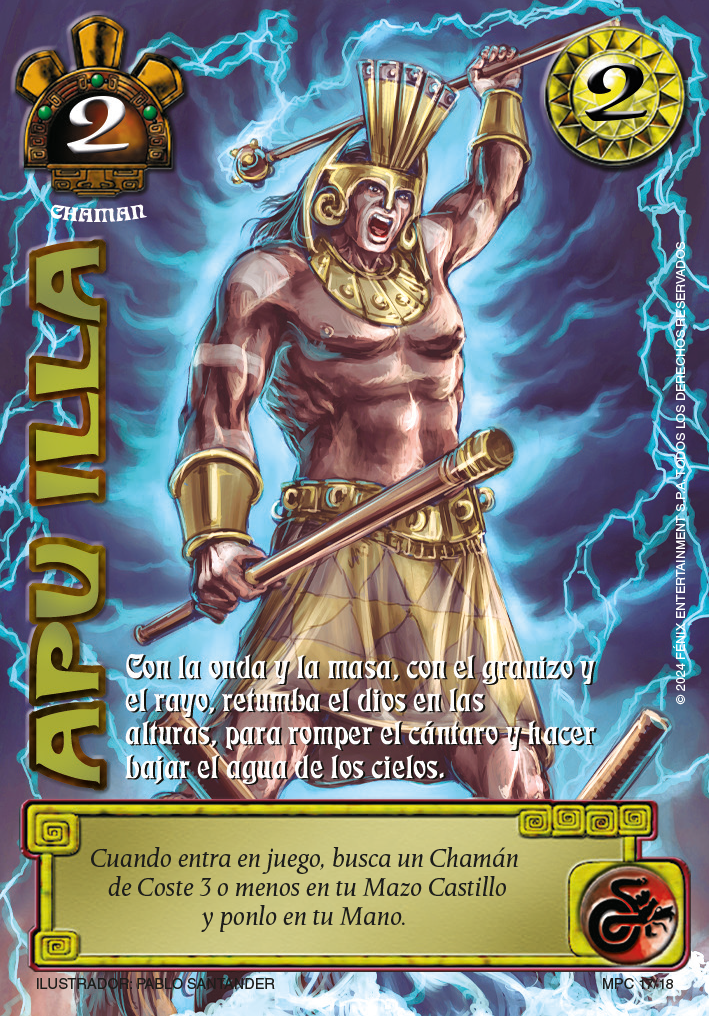 2
2
CHAMAN
APU ILLA
Con la onda y la masa, con el granizo y
el rayo, retumba el dios en las
alturas, para romper el cántaro y hacer
bajar el agua de los cielos.
© 2024 FÉNIX ENTERTAINMENT S.P.A. TODOS LOS DERECHOS RESERVADOS
Cuando entra en juego, busca un Chamán
de Coste 3 o menos en tu Mazo Castillo
y ponlo en tu Mano.
ILUSTRADOR: PABLO SANTANDER
MPC 17/18